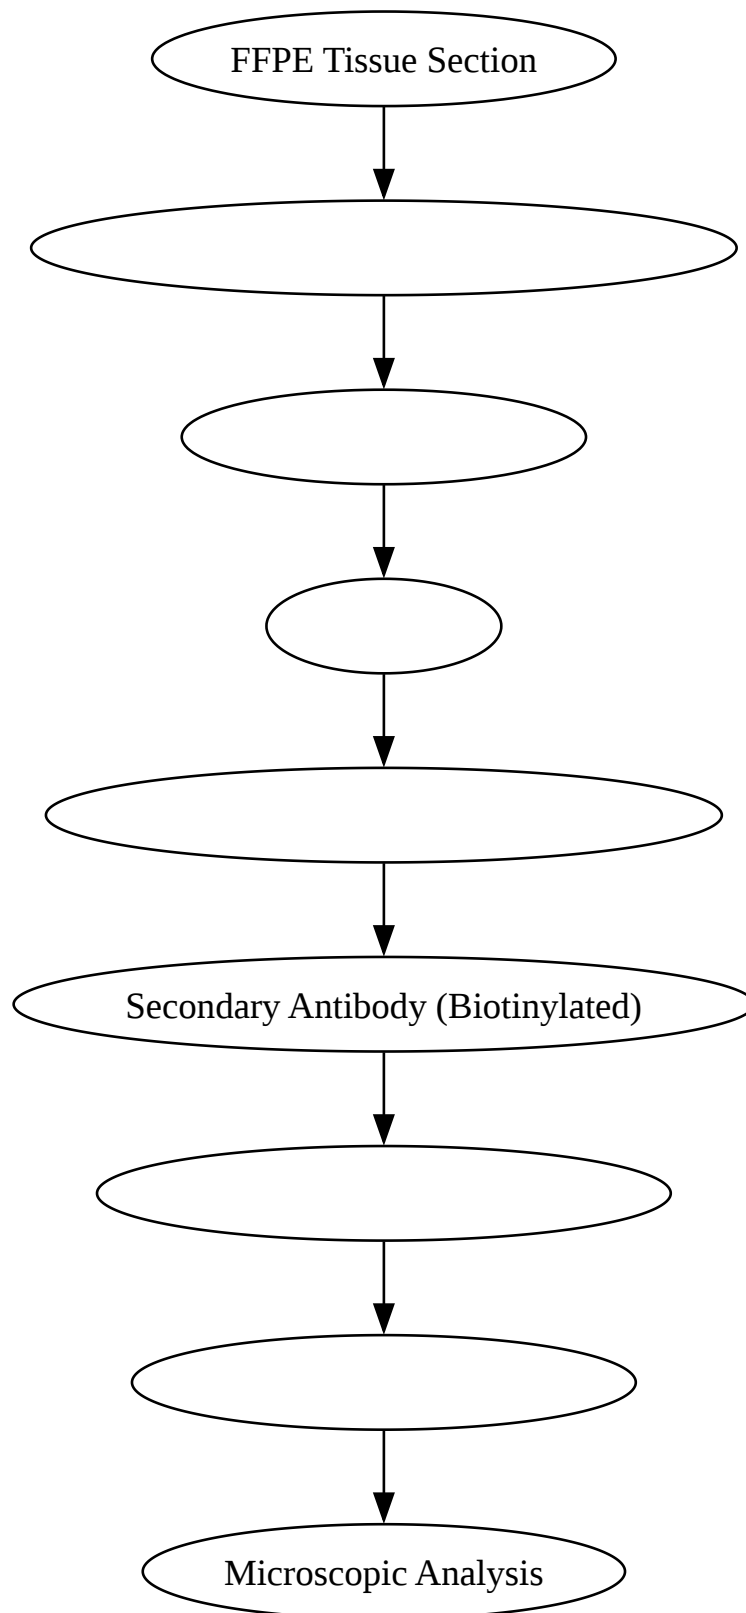 FFPE Tissue Section
Secondary Antibody (Biotinylated)
Microscopic Analysis